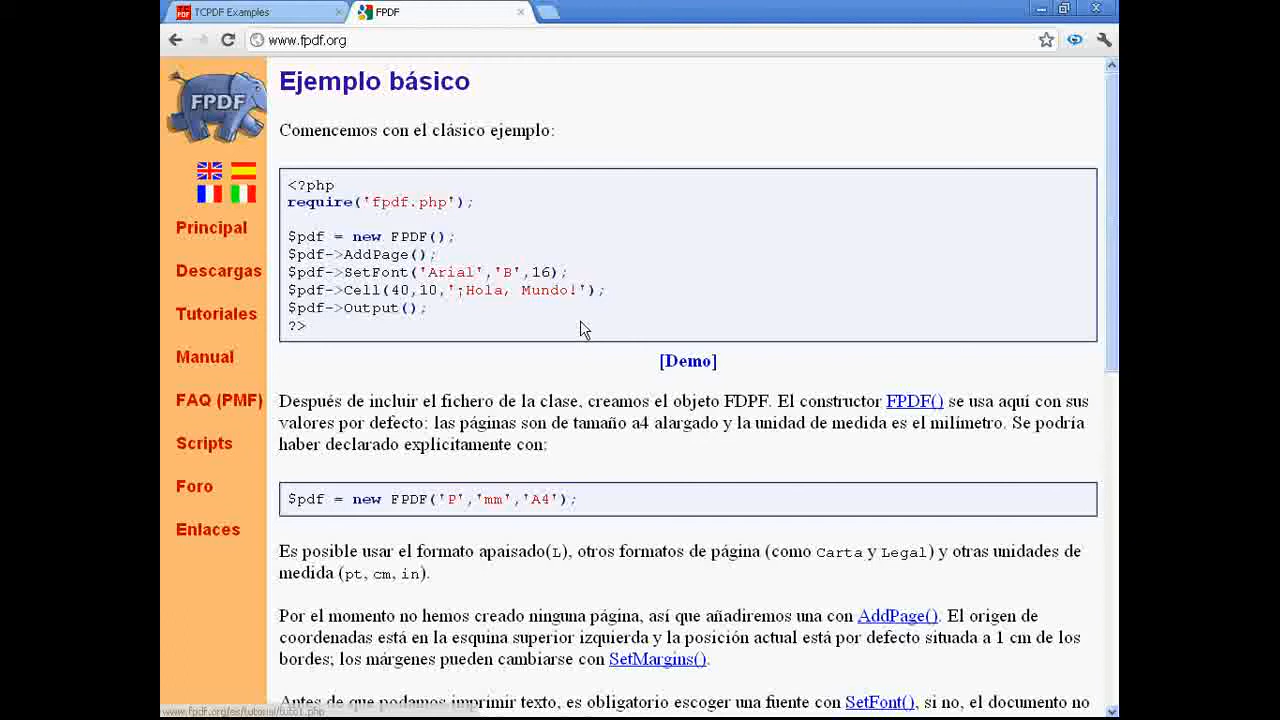 TCPDF Examples
FPDF
www.fpdf.org
FPDF
Principal
Descargas
Tutoriales
Manual
FAQ (PMF)
Scripts
Foro
Enlaces
Ejemplo básico
Comencemos con el clásico ejemplo:
<?php
require('fpdf.php');
$pdf = new FPDF();
$pdf->AddPage();
$pdf->SetFont('Arial','B',16);
$pdf->Cell(40,10,'¡Hola, Mundo!');
$pdf->Output();
?>
[Demo]
Después de incluir el fichero de la clase, creamos el objeto FDPF. El constructor FPDF() se usa aquí con sus
valores por defecto: las páginas son de tamaño a4 alargado y la unidad de medida es el milímetro. Se podría
haber declarado explícitamente con:
$pdf = new FPDF('P','mm','A4');
Es posible usar el formato apaisado(L), otros formatos de página (como Carta y Legal) y otras unidades de
medida (pt, cm, in).
Por el momento no hemos creado ninguna página, así que añadiremos una con AddPage(). El origen de
coordenadas está en la esquina superior izquierda y la posición actual está por defecto situada a 1 cm de los
bordes; los márgenes pueden cambiarse con SetMargins().
Antes de que podamos imprimir texto, es obligatorio escoger una fuente con SetFont(), si no, el documento no
www.fpdf.org/es/tutorial/tuto1.php